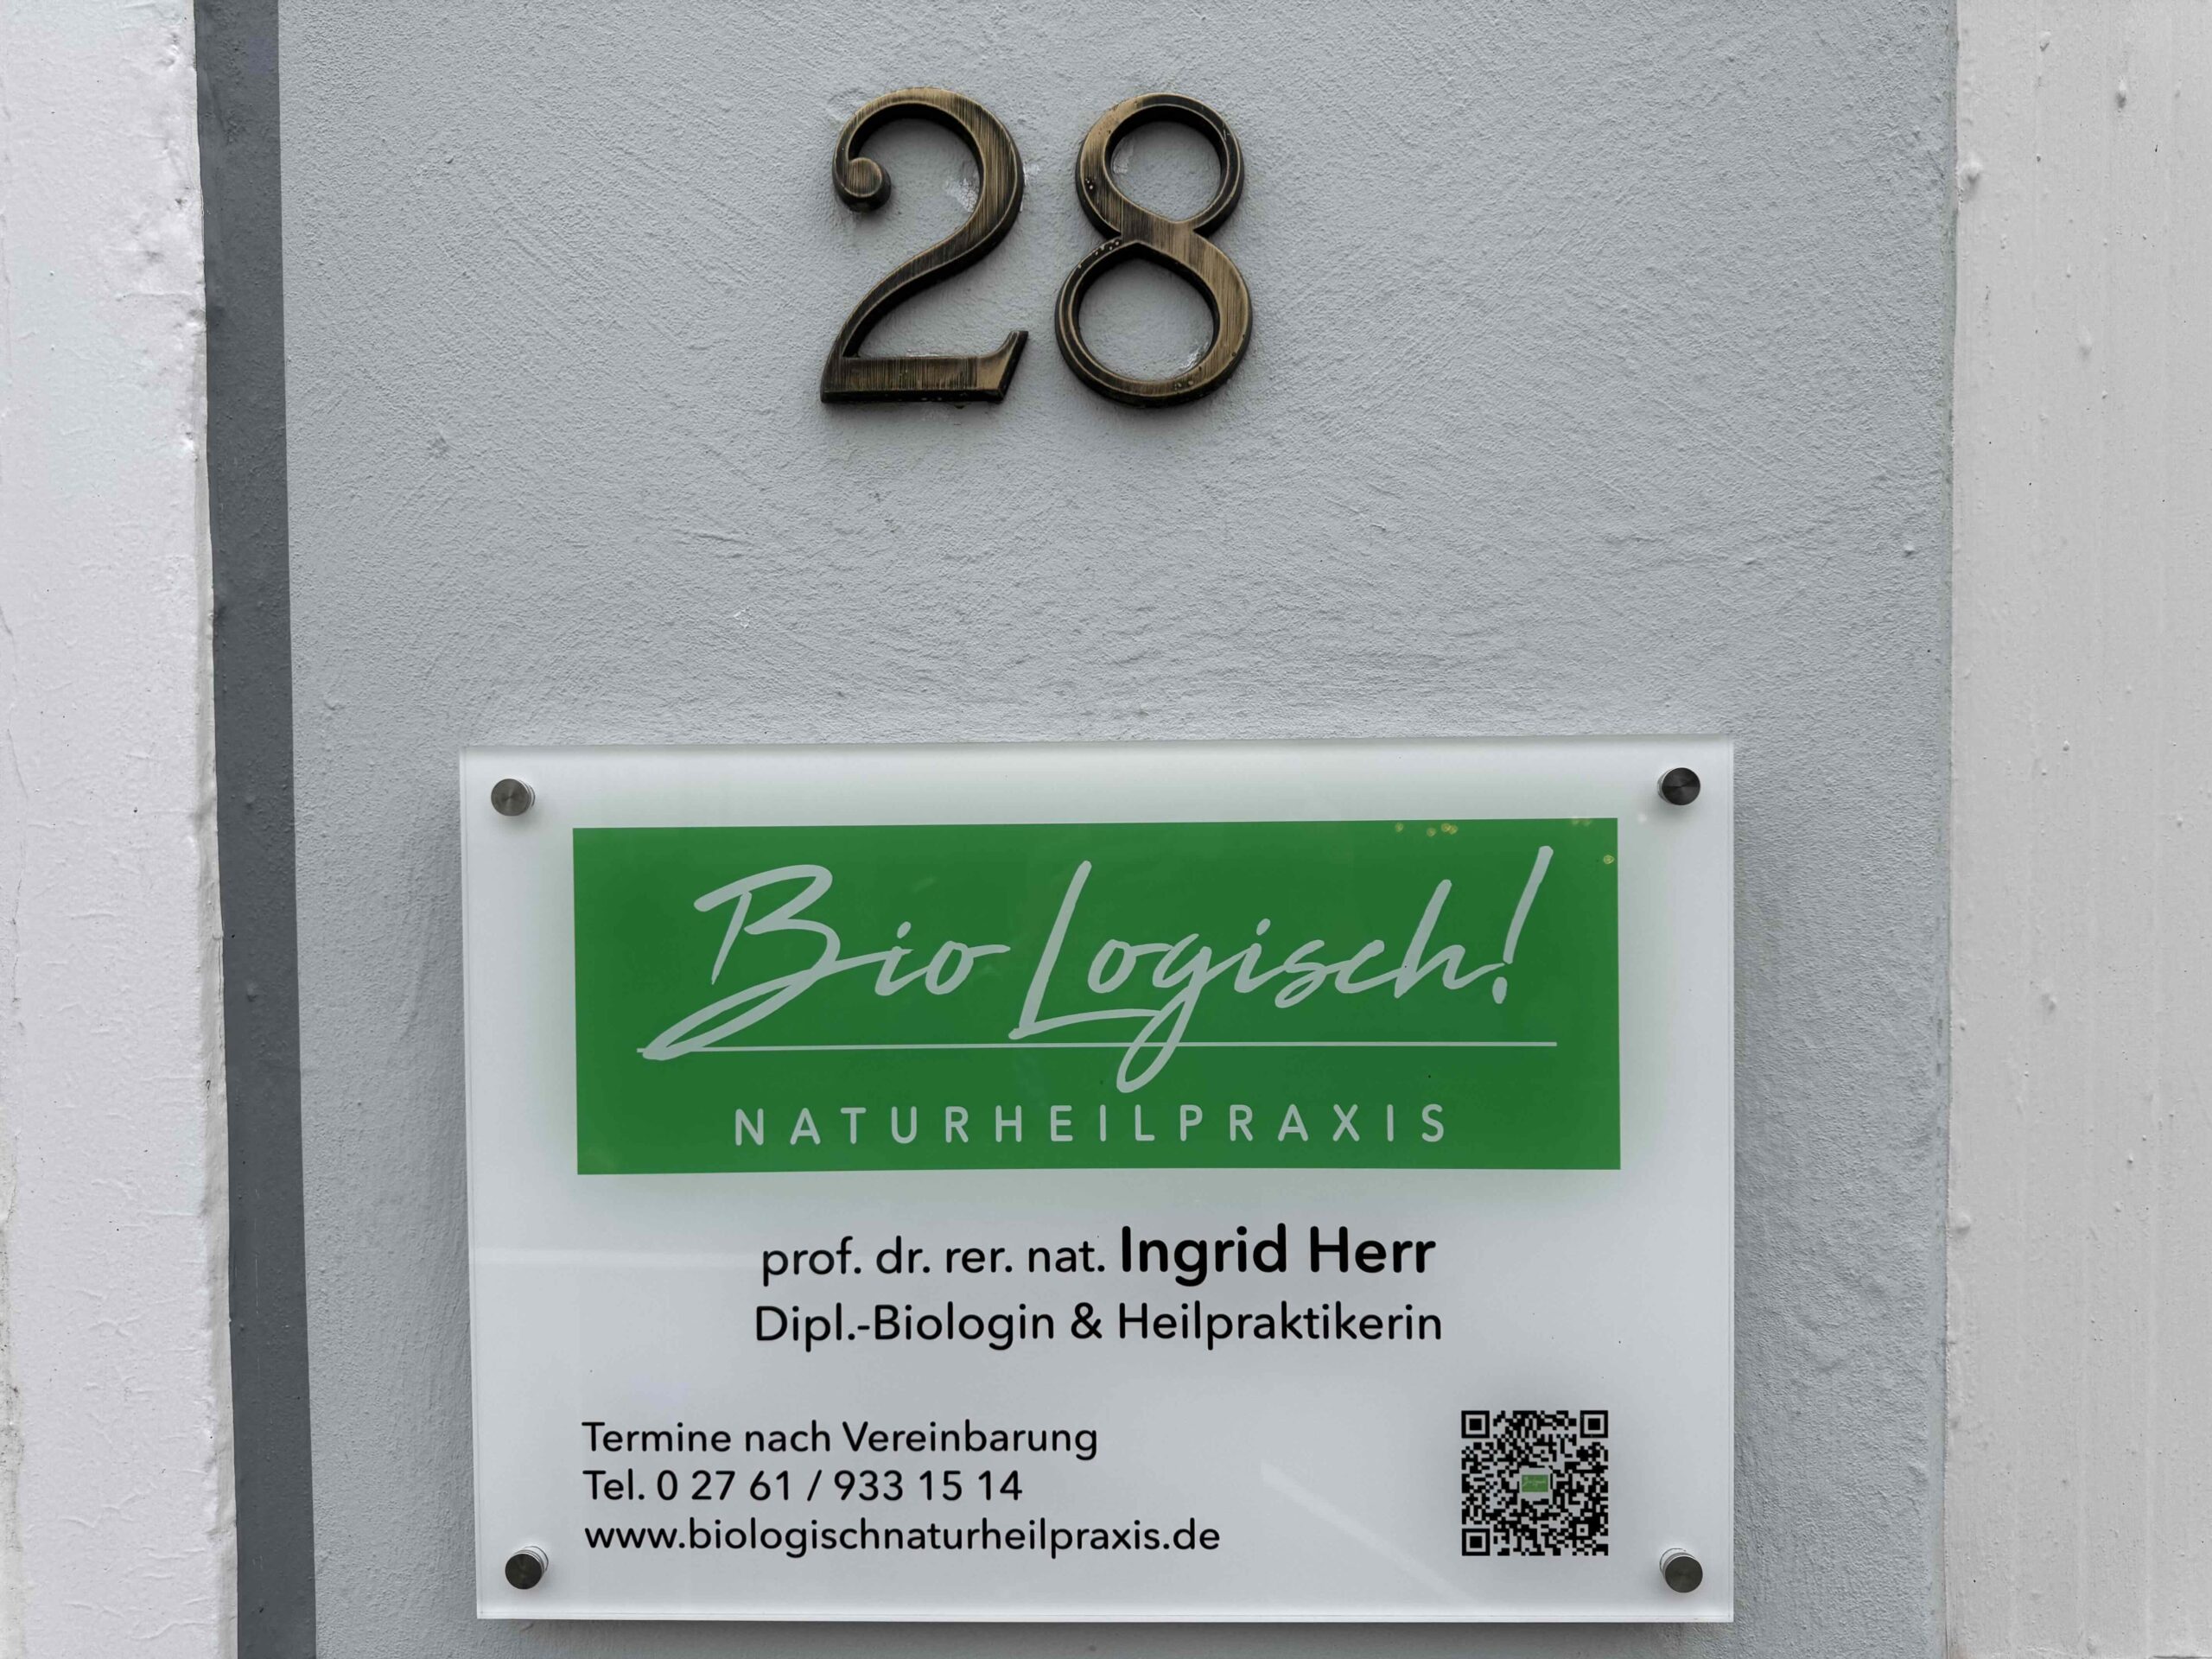 28
Bio Logisch!
NATURHEILPRAXIS
prof. dr. rer. nat. Ingrid Herr
Dipl.-Biologin & Heilpraktikerin
Termine nach Vereinbarung
Tel. 0 27 61 / 933 15 14
www.biologischnaturheilpraxis.de